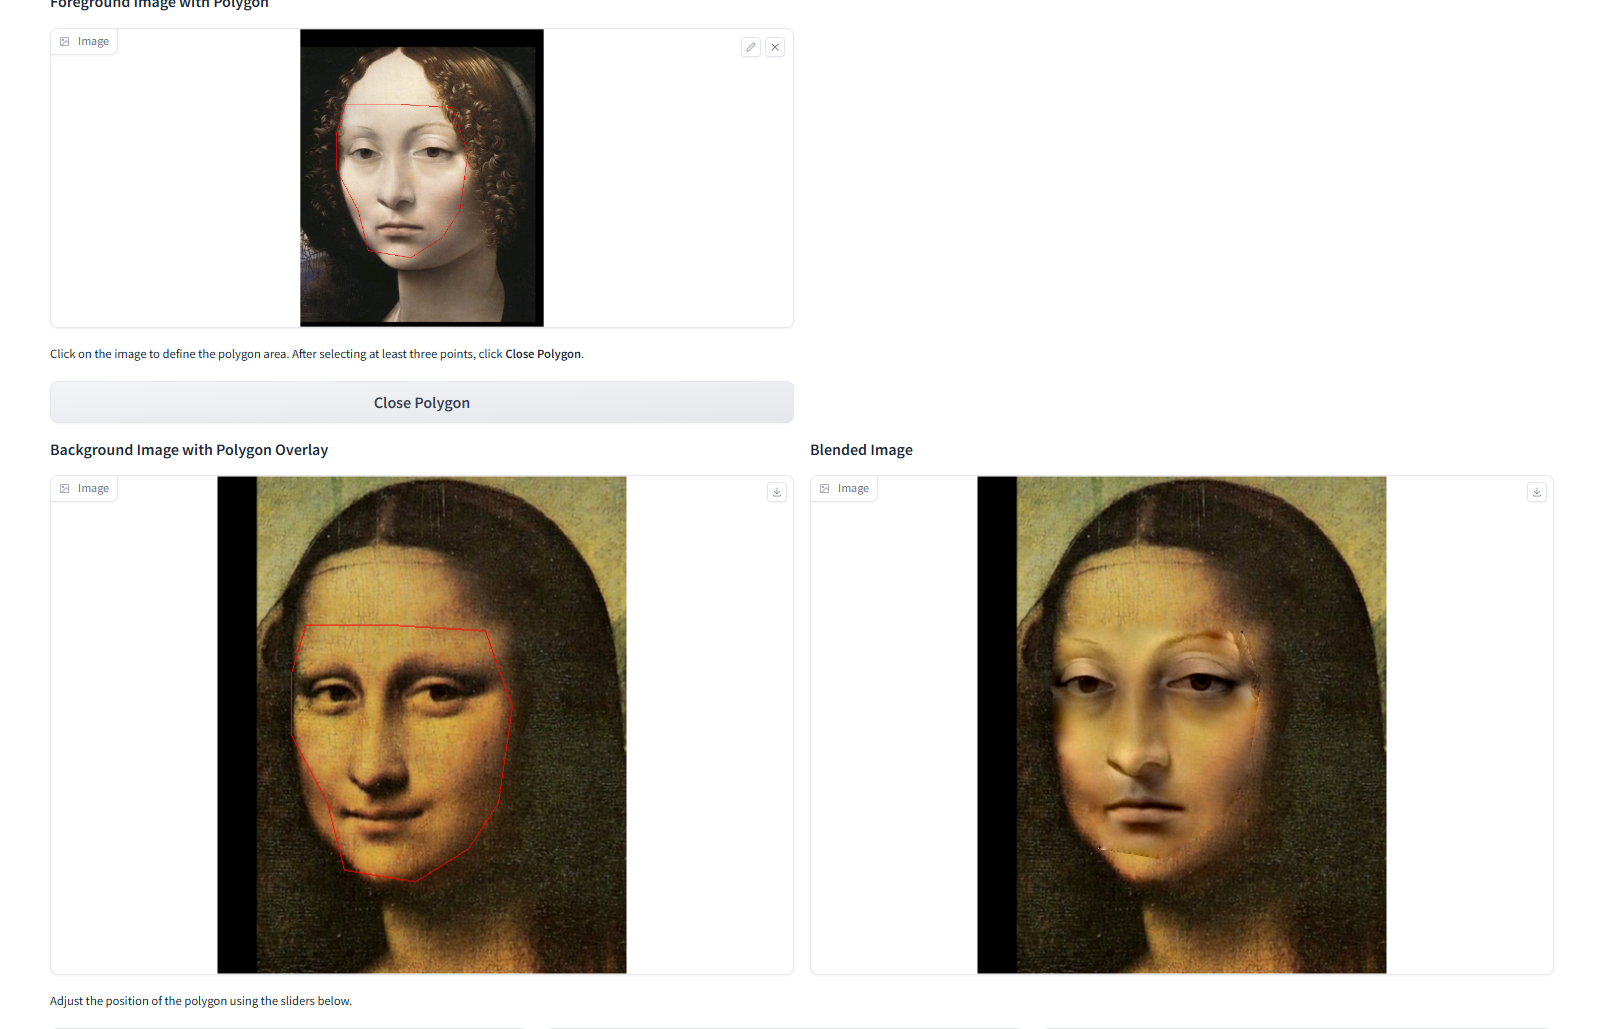 Foreground Image with Polygon
Image
Click on the image to define the polygon area. After selecting at least three points, click Close Polygon.
Close Polygon
Background Image with Polygon Overlay
Blended Image
Image
Image
Adjust the position of the polygon using the sliders below.